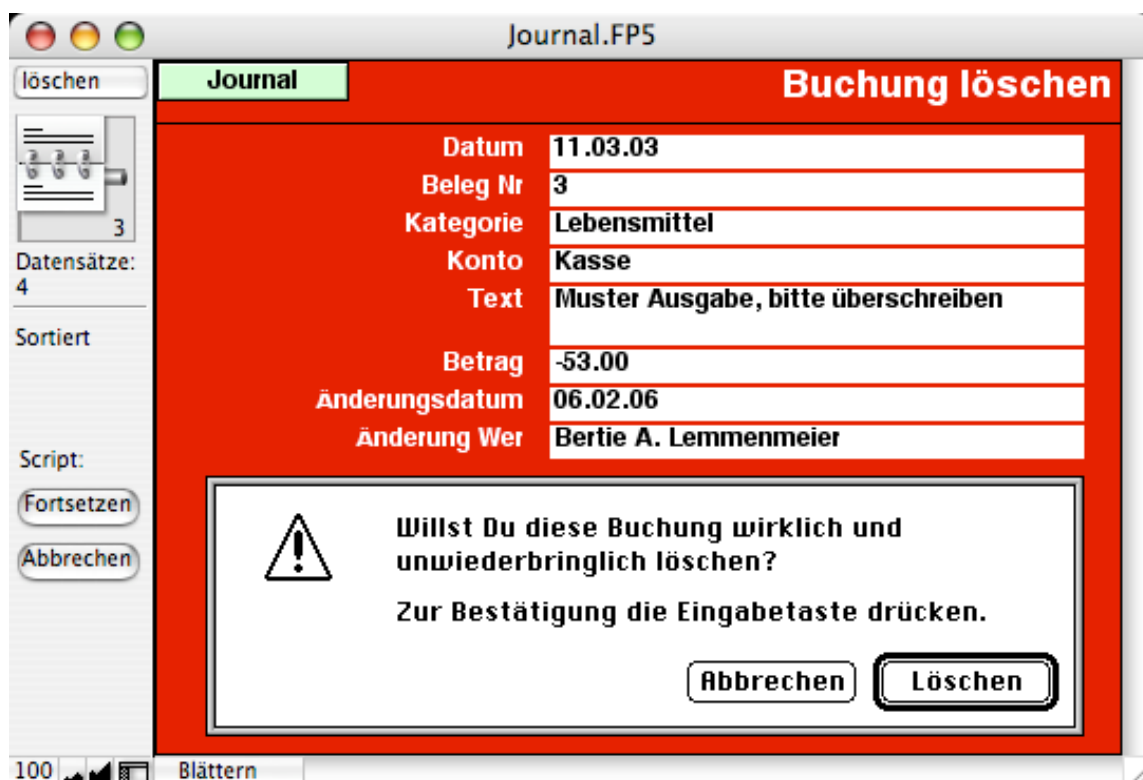 Journal.FP5
löschen
3
Datensätze:
4
Sortiert
Script:
Fortsetzen
Abbrechen
Journal
Buchung löschen
Datum 11.03.03
Beleg Nr 3
Kategorie Lebensmittel
Konto Kasse
Text Muster Ausgabe, bitte überschreiben
Betrag -53.00
Änderungsdatum 06.02.06
Änderung Wer Bertie A. Lemmenmeier
Willst Du diese Buchung wirklich und
unwiederbringlich löschen?
Zur Bestätigung die Eingabetaste drücken.
Abbrechen Löschen
100 Blättern